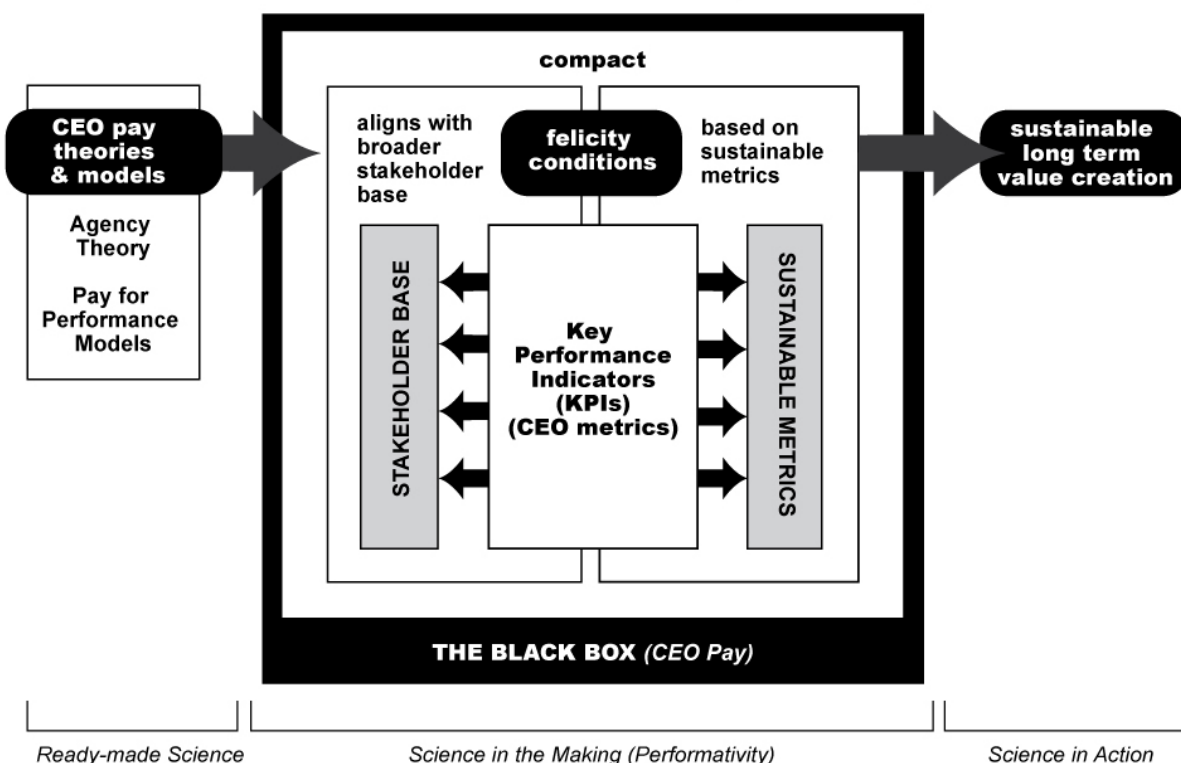 compact
CEO pay
theories
& models
Agency
Theory
Pay for
Performance
Models
aligns with
broader
stakeholder
base
felicity
conditions
based on
sustainable
metrics
STAKEHOLDER BASE
Key
Performance
Indicators
(KPIs)
(CEO metrics)
SUSTAINABLE METRICS
sustainable
long term
value creation
THE BLACK BOX (CEO Pay)
Ready-made Science
Science in the Making (Performativity)
Science in Action